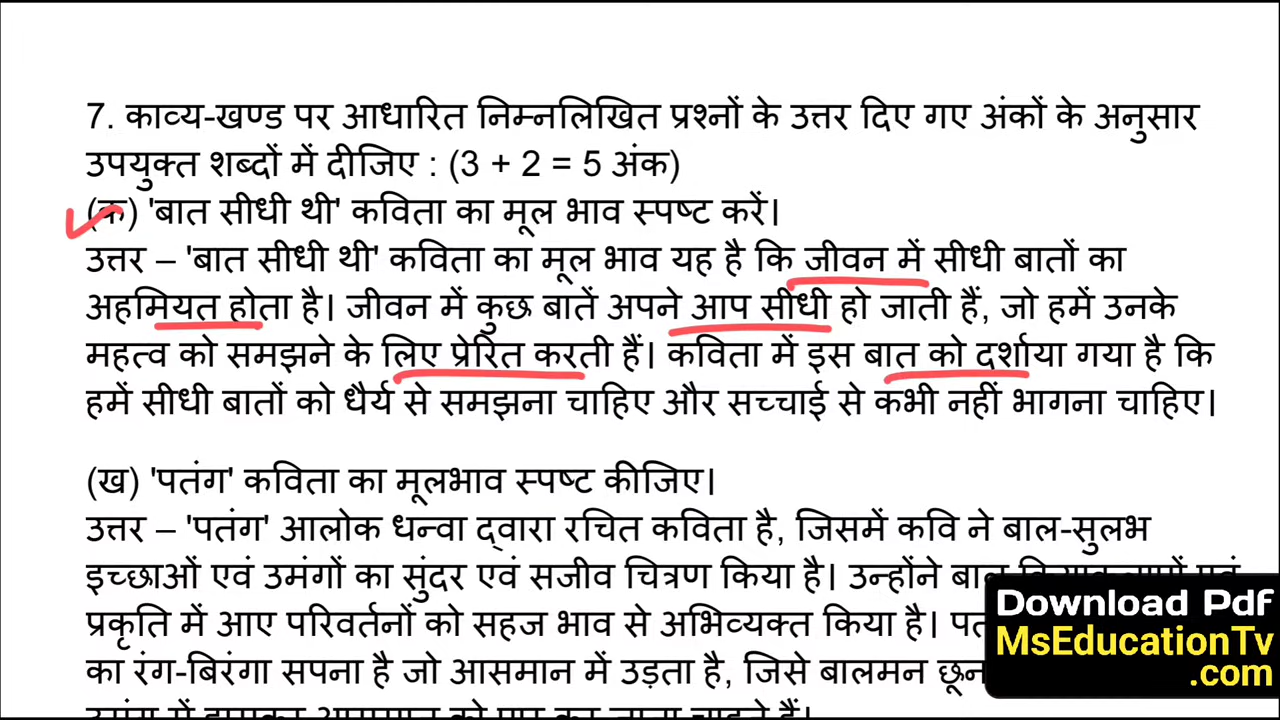 7. काव्य-खण्ड पर आधारित निम्नलिखित प्रश्नों के उत्तर दिए गए अंकों के अनुसार
उपयुक्त शब्दों में दीजिए : (3 + 2 = 5 अंक)
(क) 'बात सीधी थी' कविता का मूल भाव स्पष्ट करें।
उत्तर – 'बात सीधी थी' कविता का मूल भाव यह है कि जीवन में सीधी बातों का
अहमियत होता है। जीवन में कुछ बातें अपने आप सीधी हो जाती हैं, जो हमें उनके
महत्व को समझने के लिए प्रेरित करती हैं। कविता में इस बात को दर्शाया गया है कि
हमें सीधी बातों को धैर्य से समझना चाहिए और सच्चाई से कभी नहीं भागना चाहिए।
(ख) 'पतंग' कविता का मूलभाव स्पष्ट कीजिए।
उत्तर – 'पतंग' आलोक धन्वा द्वारा रचित कविता है, जिसमें कवि ने बाल-सुलभ
इच्छाओं एवं उमंगों का सुंदर एवं सजीव चित्रण किया है। उन्होंने
प्रकृति में आए परिवर्तनों को सहज भाव से अभिव्यक्त किया है।
का रंग-बिरंगा सपना है जो आसमान में उड़ता है, जिसे बालमन
Download Pdf
MsEducationTv
.com